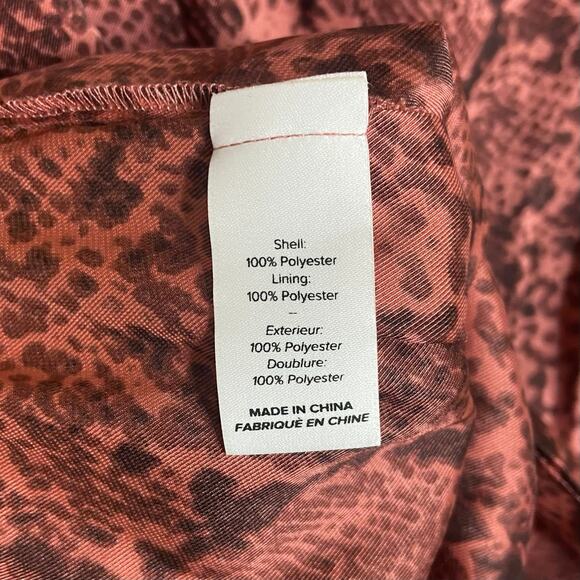 Shell:
100% Polyester
Lining:
100% Polyester
--
Exterieur:
100% Polyester
Doublure:
100% Polyester
MADE IN CHINA
FABRIQUÈ EN CHINE